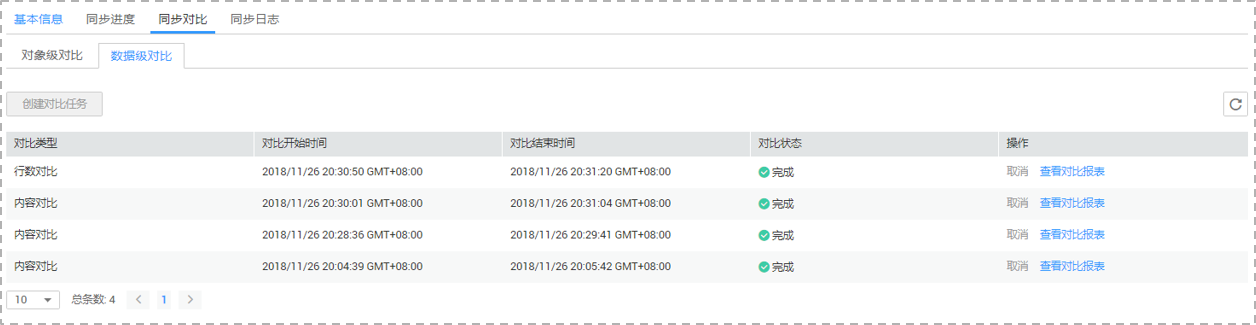 基本信息 同步进度 同步对比 同步日志
对象级对比 数据级对比
创建对比任务
对比类型 对比开始时间 对比结束时间 对比状态 操作
行数对比 2018/11/26 20:30:50 GMT+08:00 2018/11/26 20:31:20 GMT+08:00 完成 取消 查看对比报表
内容对比 2018/11/26 20:30:01 GMT+08:00 2018/11/26 20:31:04 GMT+08:00 完成 取消 查看对比报表
内容对比 2018/11/26 20:28:36 GMT+08:00 2018/11/26 20:29:41 GMT+08:00 完成 取消 查看对比报表
内容对比 2018/11/26 20:04:39 GMT+08:00 2018/11/26 20:05:42 GMT+08:00 完成 取消 查看对比报表
10 总条数: 4 1